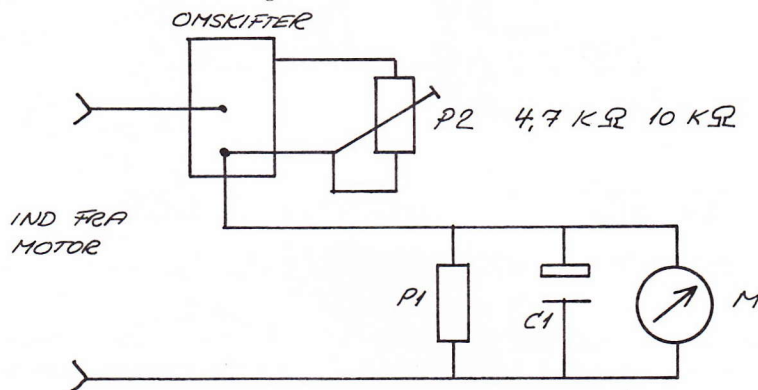 OMSKIFTER
P2 4,7 KΩ 10 KΩ
IND FRA
MOTOR
P1
C1
M